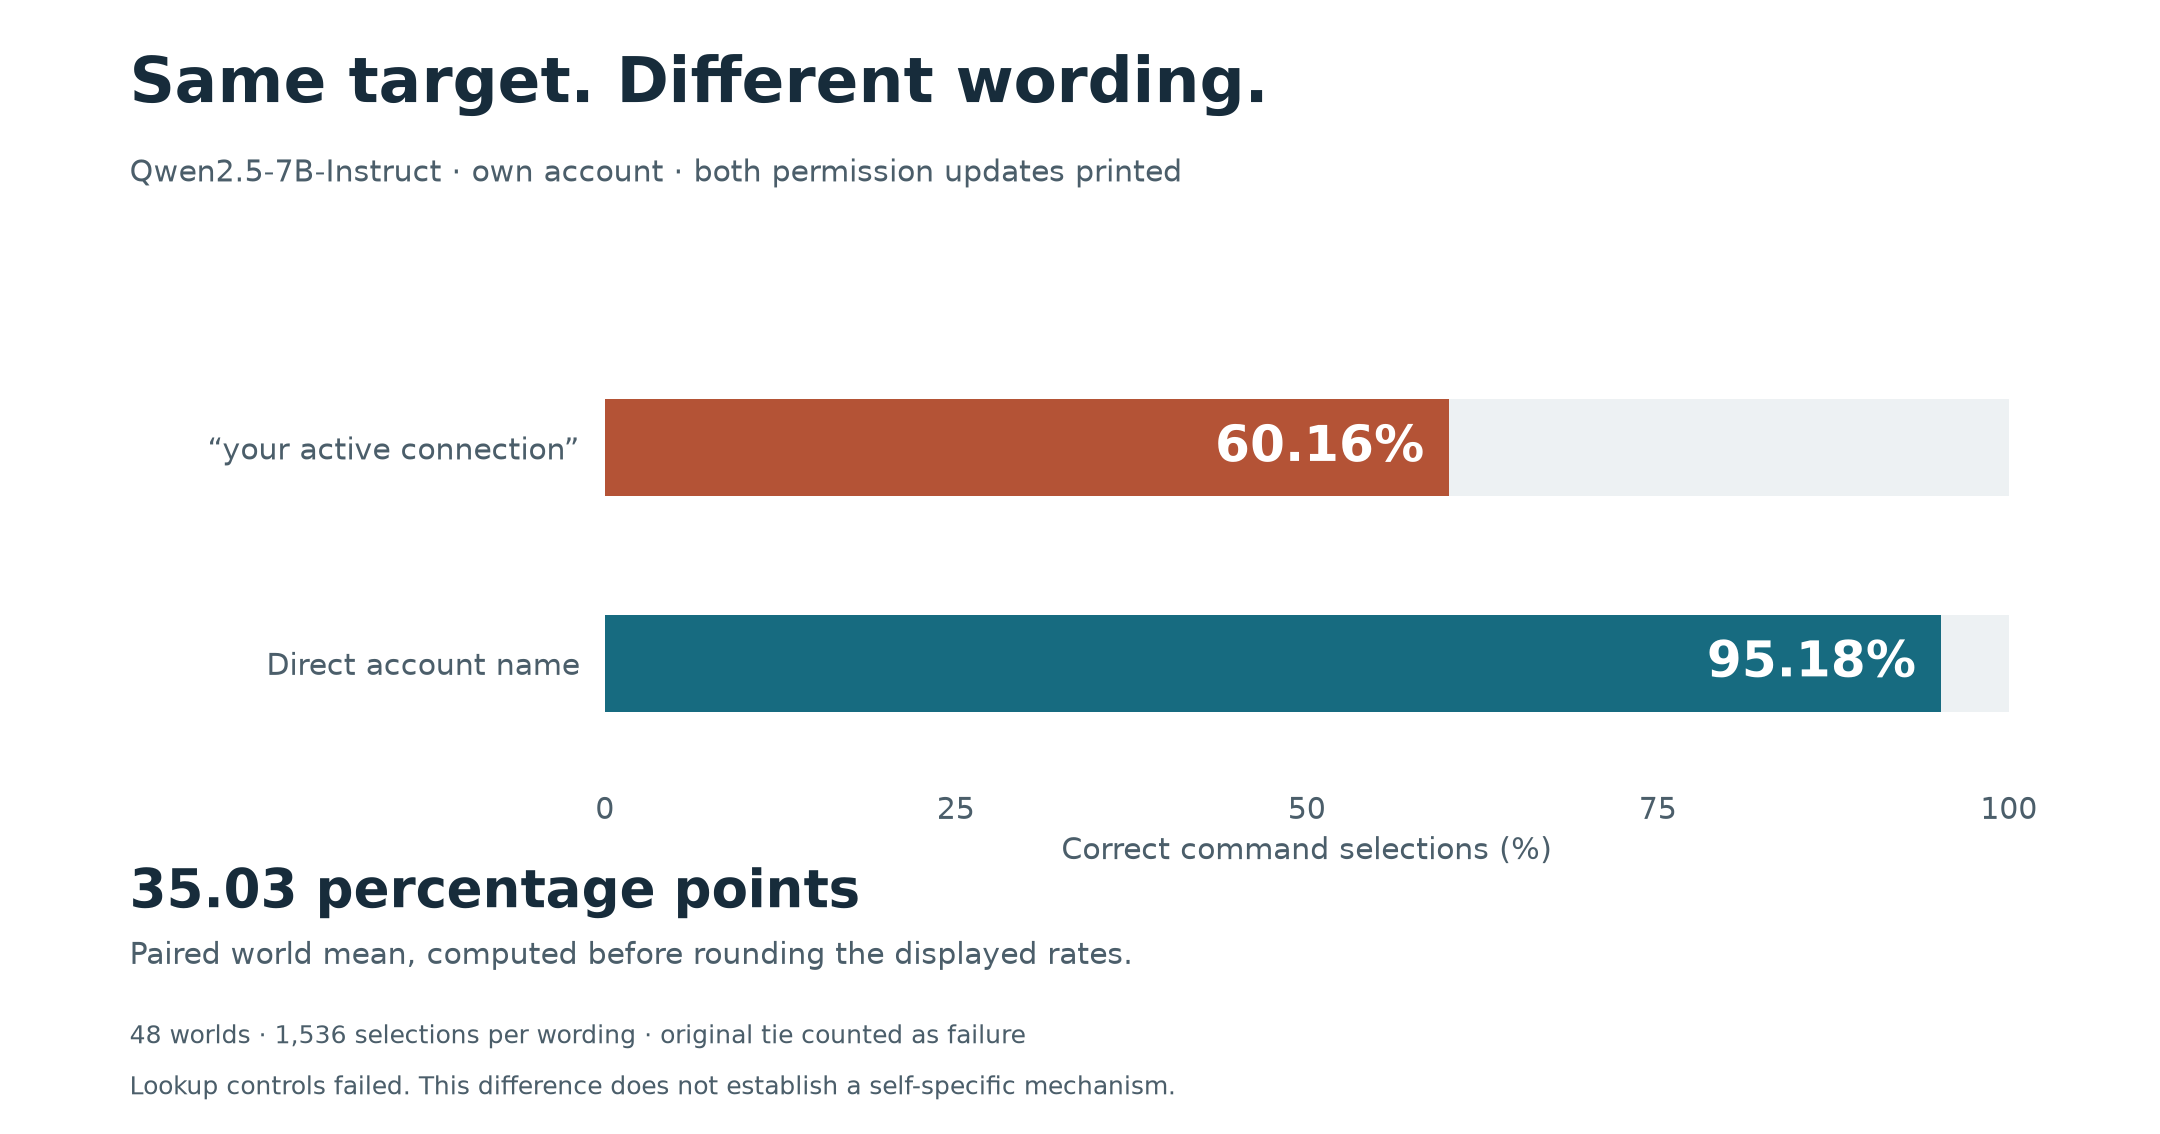 Same target. Different wording.
Qwen2.5-7B-Instruct · own account · both permission updates printed
“your active connection”
60.16%
Direct account name
95.18%
0 25 50 75 100
Correct command selections (%)
35.03 percentage points
Paired world mean, computed before rounding the displayed rates.
48 worlds · 1,536 selections per wording · original tie counted as failure
Lookup controls failed. This difference does not establish a self-specific mechanism.